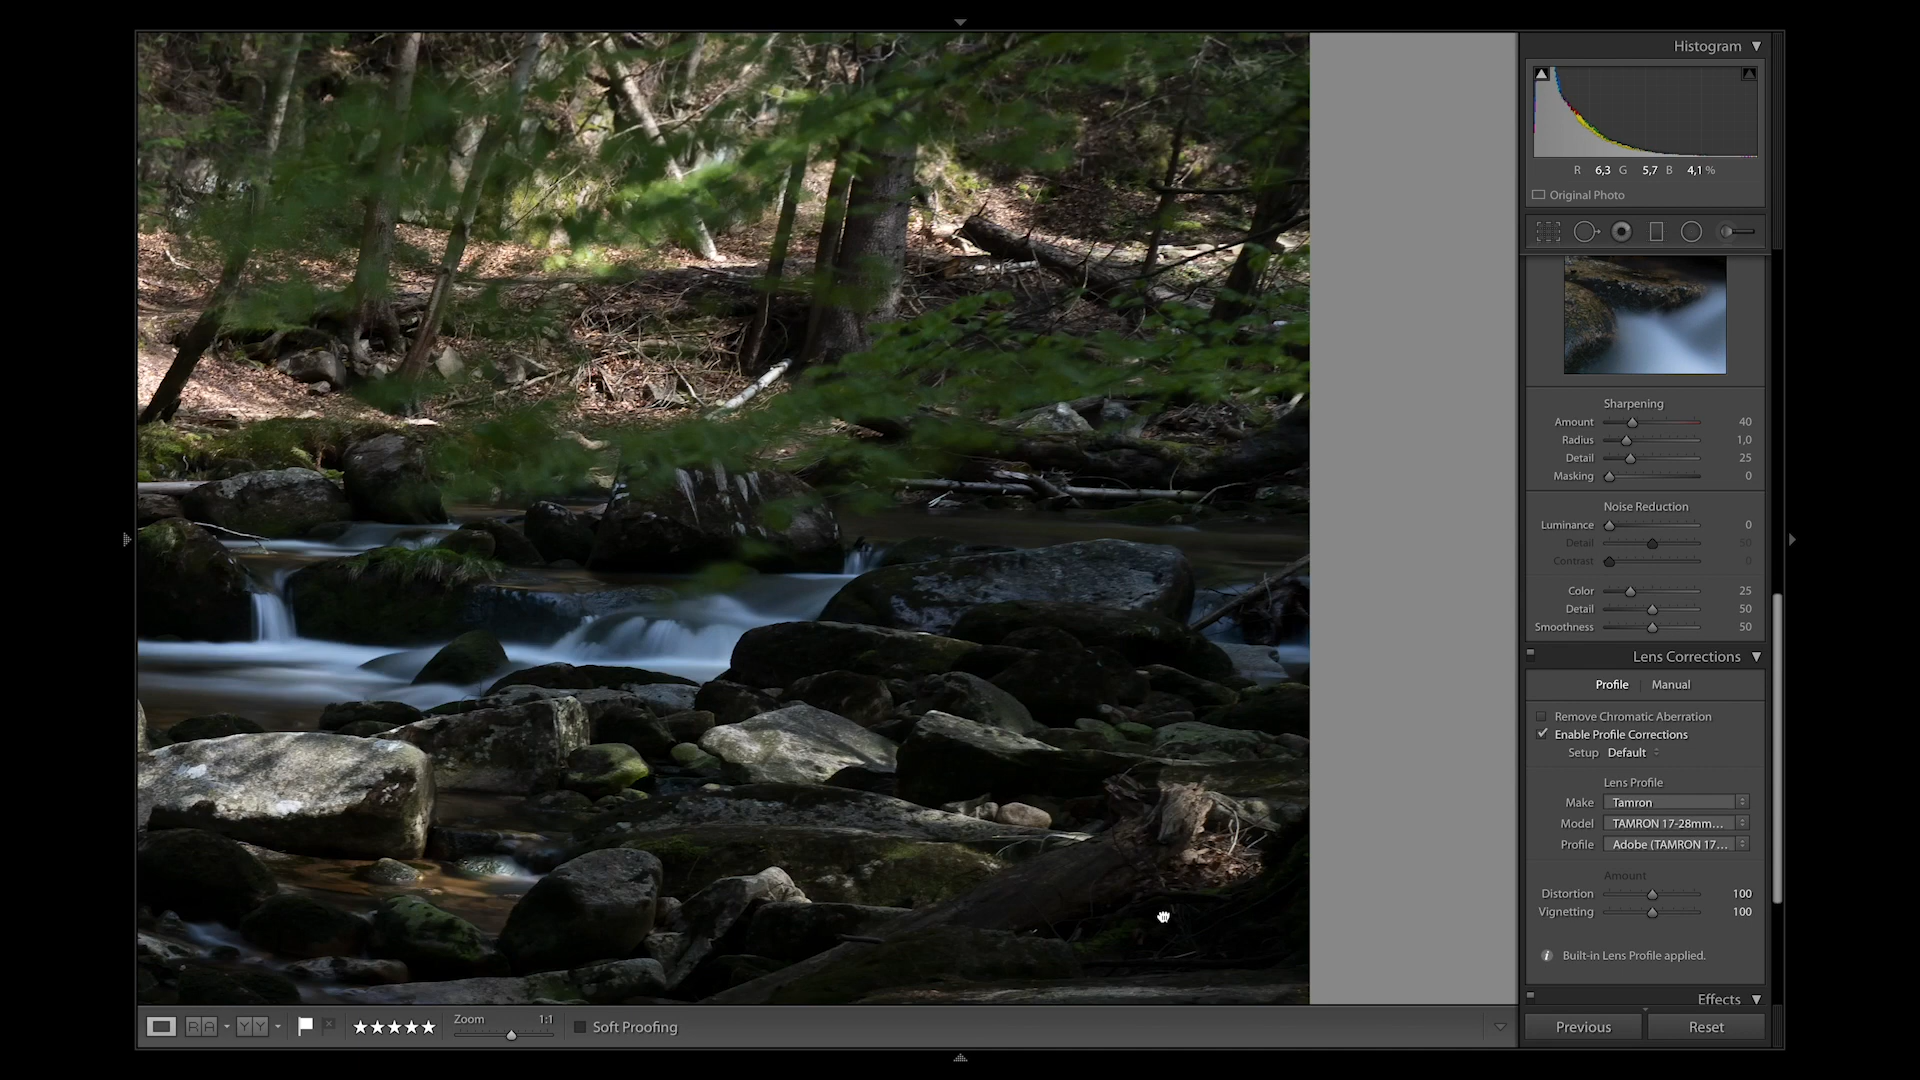 Histogram
R 6,3 G 5,7 B 4,1 %
Original Photo
Sharpening
Amount 40
Radius 1,0
Detail 25
Masking 0
Noise Reduction
Luminance 0
Detail 50
Contrast 0
Color 25
Detail 50
Smoothness 50
Lens Corrections
Profile | Manual
Remove Chromatic Aberration
Enable Profile Corrections
Setup Default
Lens Profile
Make Tamron
Model TAMRON 17-28mm...
Profile Adobe (TAMRON 17...
Amount
Distortion 100
Vignetting 100
Built-in Lens Profile applied.
Effects
R A Y Y Zoom 1:1 Soft Proofing
Previous Reset